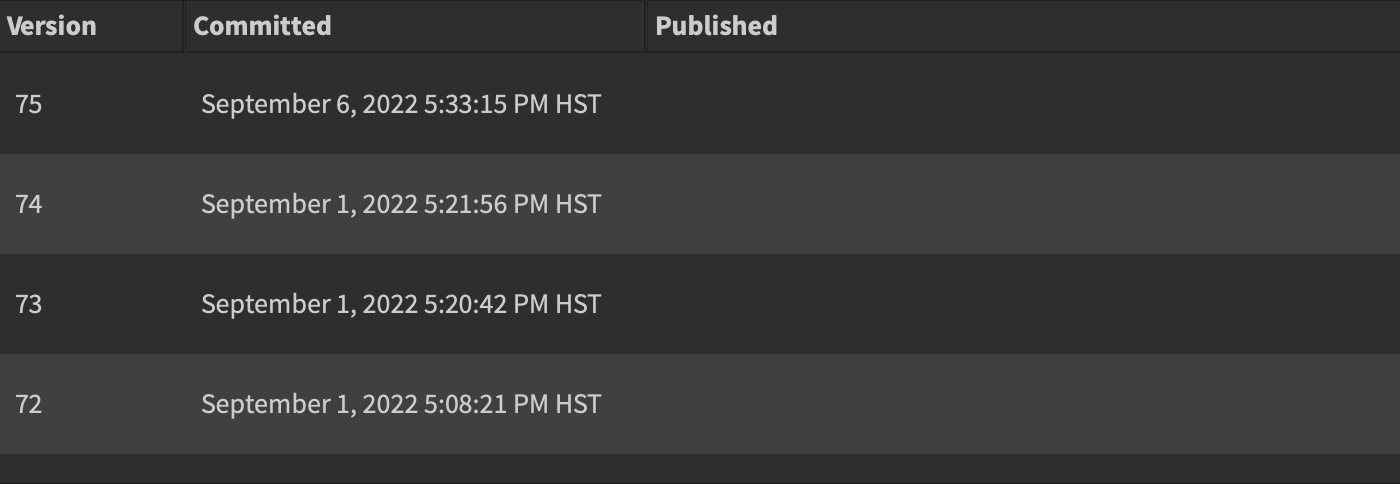 Version Committed Published
75 September 6, 2022 5:33:15 PM HST
74 September 1, 2022 5:21:56 PM HST
73 September 1, 2022 5:20:42 PM HST
72 September 1, 2022 5:08:21 PM HST